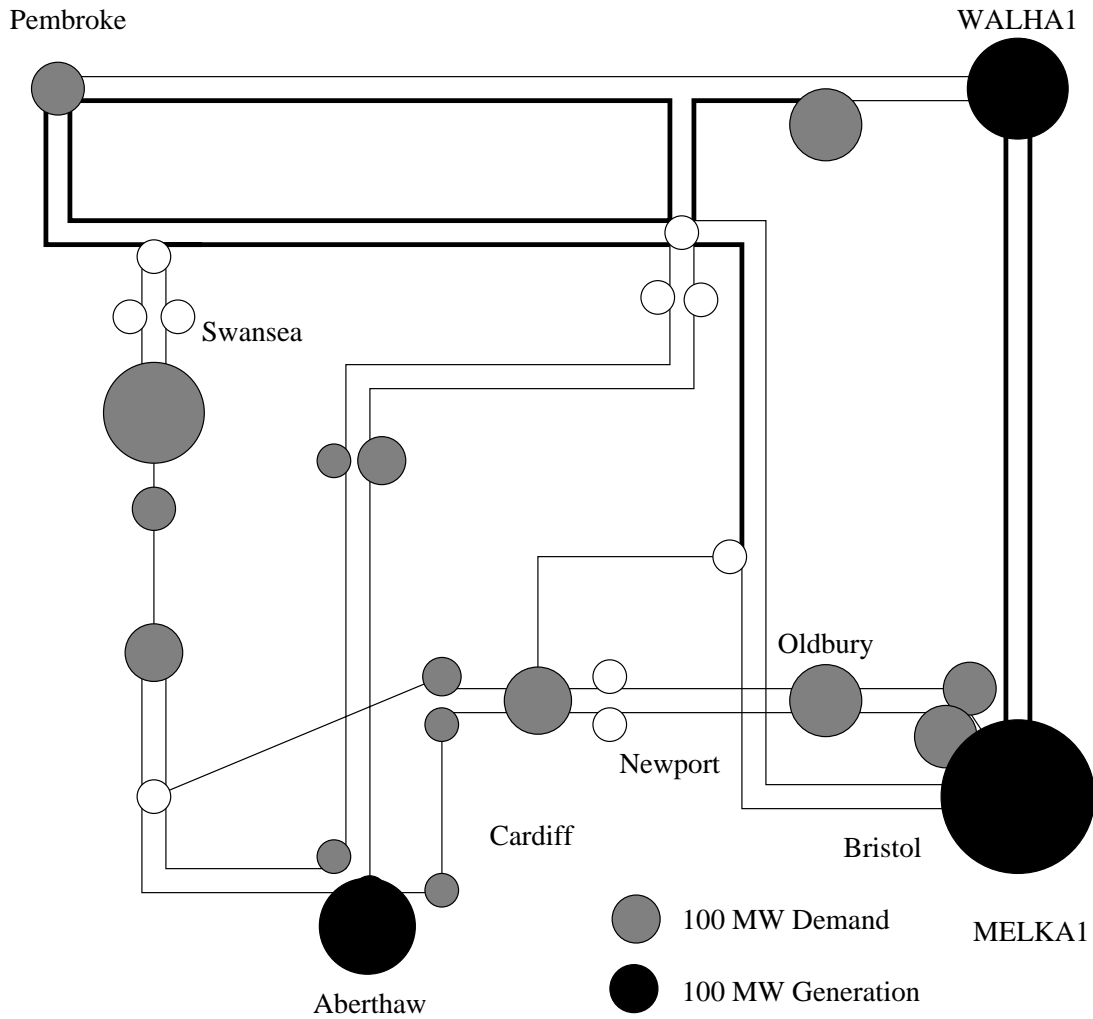 Pembroke
WALHA1
Swansea
Oldbury
Newport
Cardiff
Bristol
100 MW Demand
MELKA1
100 MW Generation
Aberthaw